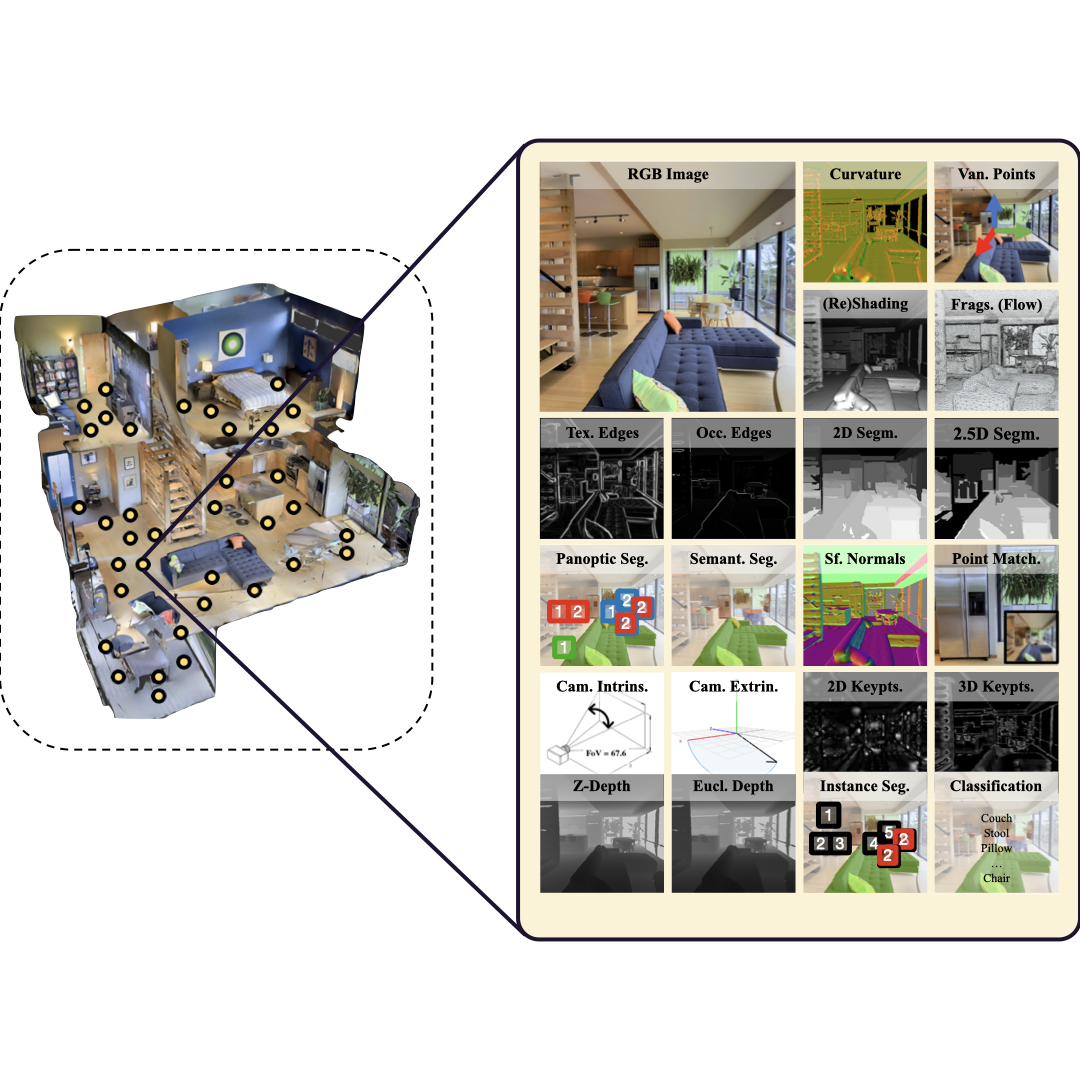 RGB Image
Curvature
Van. Points
(Re)Shading
Frags. (Flow)
Tex. Edges
Occ. Edges
2D Segm.
2.5D Segm.
Panoptic Seg.
Semant. Seg.
Sf. Normals
Point Match.
1 2
1
2
2
2
1
Cam. Intrins.
Cam. Extrin.
2D Keypts.
3D Keypts.
FoV = 67.6
Z-Depth
Eucl. Depth
Instance Seg.
Classification
1
2 3
4
5
2
2
Couch
Stool
Pillow
...
Chair